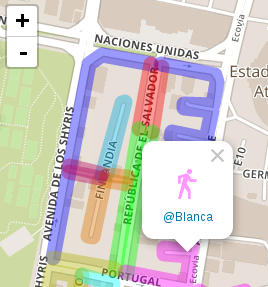 +
-
NACIONES UNIDAS
Ecovía
Estad
At
AVENIDA DE LOS SHYRIS
FINLANDIA
REPÚBLICA DE EL SALVADOR
E
E10-
GERM
×
@Blanca
SHYRIS
PORTUGAL
Ecovía